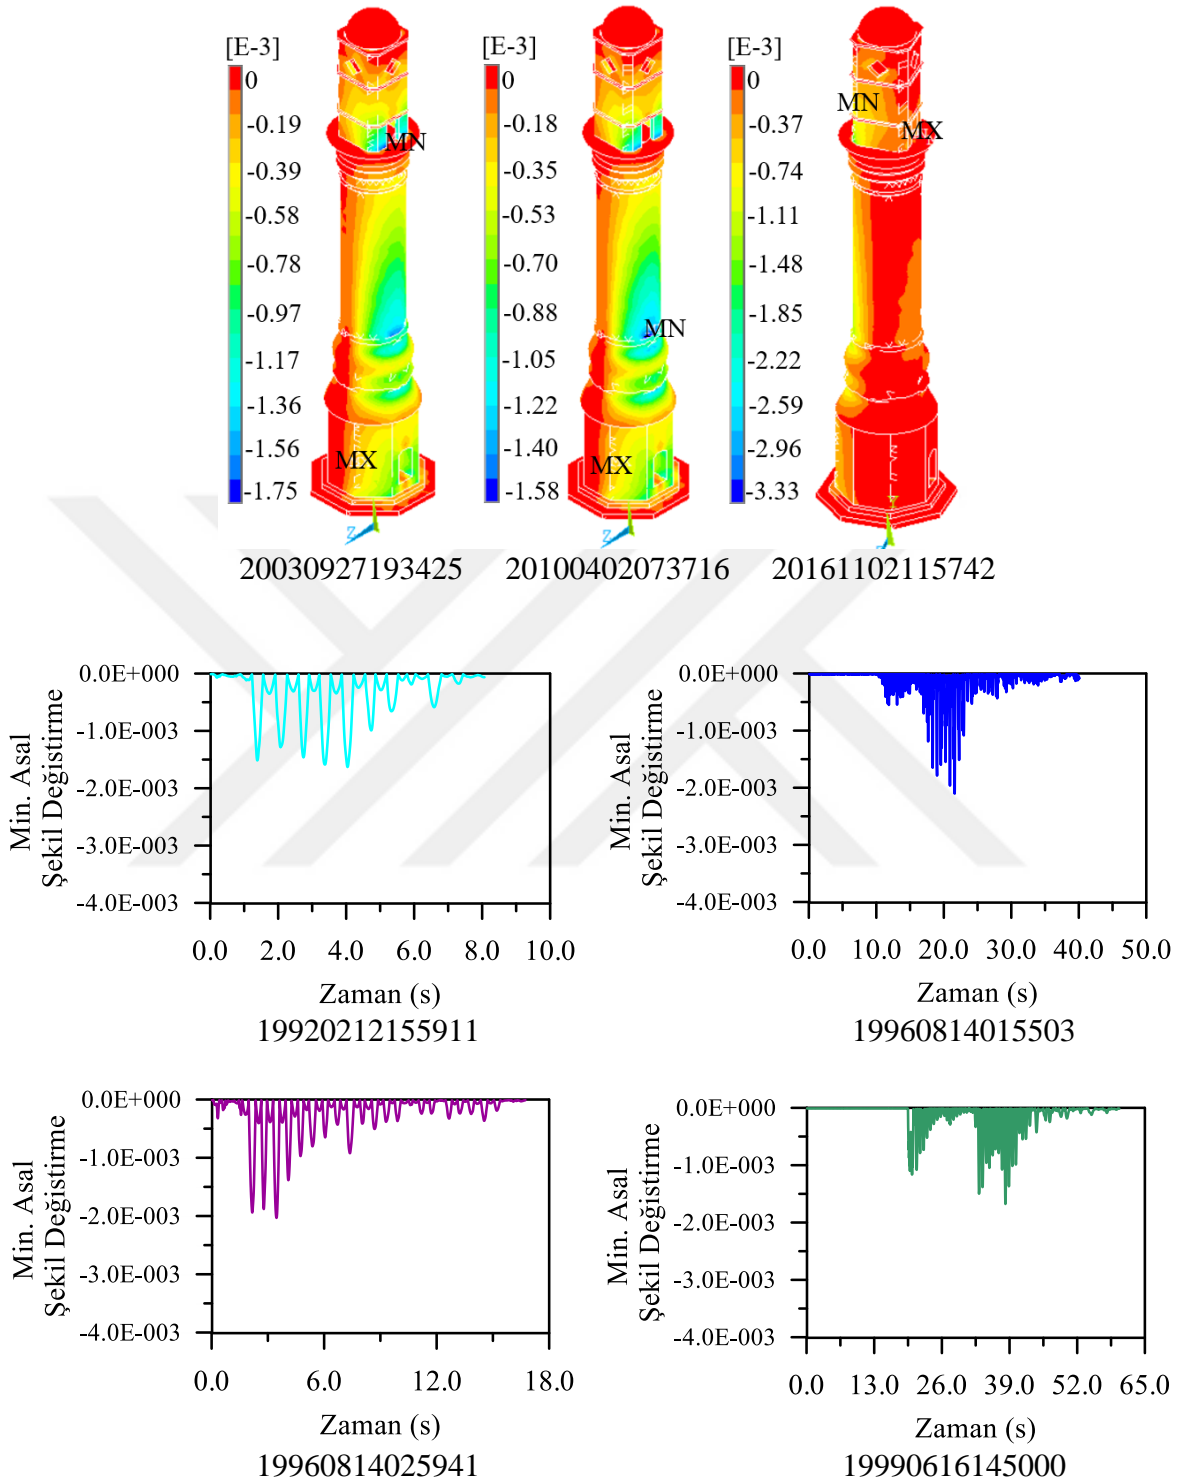 [E-3]
0
-0.19
-0.39
-0.58
-0.78
-0.97
-1.17
-1.36
-1.56
-1.75
MN
MX
Z
20030927193425
[E-3]
0
-0.18
-0.35
-0.53
-0.70
-0.88
-1.05
-1.22
-1.40
-1.58
MN
MX
Z
20100402073716
[E-3]
0
-0.37
-0.74
-1.11
-1.48
-1.85
-2.22
-2.59
-2.96
-3.33
MN
MX
20161102115742
Min. Asal
Şekil Değiştirme
0.0E+000
-1.0E-003
-2.0E-003
-3.0E-003
-4.0E-003
0.0 2.0 4.0 6.0 8.0 10.0
Zaman (s)
19920212155911
Min. Asal
Şekil Değiştirme
0.0E+000
-1.0E-003
-2.0E-003
-3.0E-003
-4.0E-003
0.0 10.0 20.0 30.0 40.0 50.0
Zaman (s)
19960814015503
Min. Asal
Şekil Değiştirme
0.0E+000
-1.0E-003
-2.0E-003
-3.0E-003
-4.0E-003
0.0 6.0 12.0 18.0
Zaman (s)
19960814025941
Min. Asal
Şekil Değiştirme
0.0E+000
-1.0E-003
-2.0E-003
-3.0E-003
-4.0E-003
0.0 13.0 26.0 39.0 52.0 65.0
Zaman (s)
19990616145000